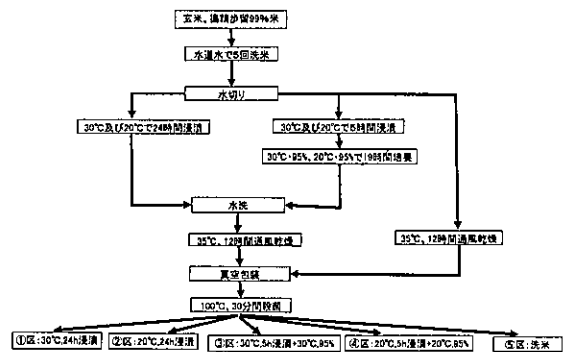 玄米、搗精歩留99%米
水道水で5回洗米
水切り
30℃及び20℃で24時間浸漬
30℃及び20℃で5時間浸漬
30℃・95%、20℃・95%で19時間培養
水洗
35℃、12時間通風乾燥
35℃、12時間通風乾燥
真空包装
100℃、30分間殺菌
①区:30℃,24h浸漬
②区:20℃,24h浸漬
③区:30℃,5h浸漬+30℃,95%
④区:20℃,5h浸漬+20℃,95%
⑤区:洗米